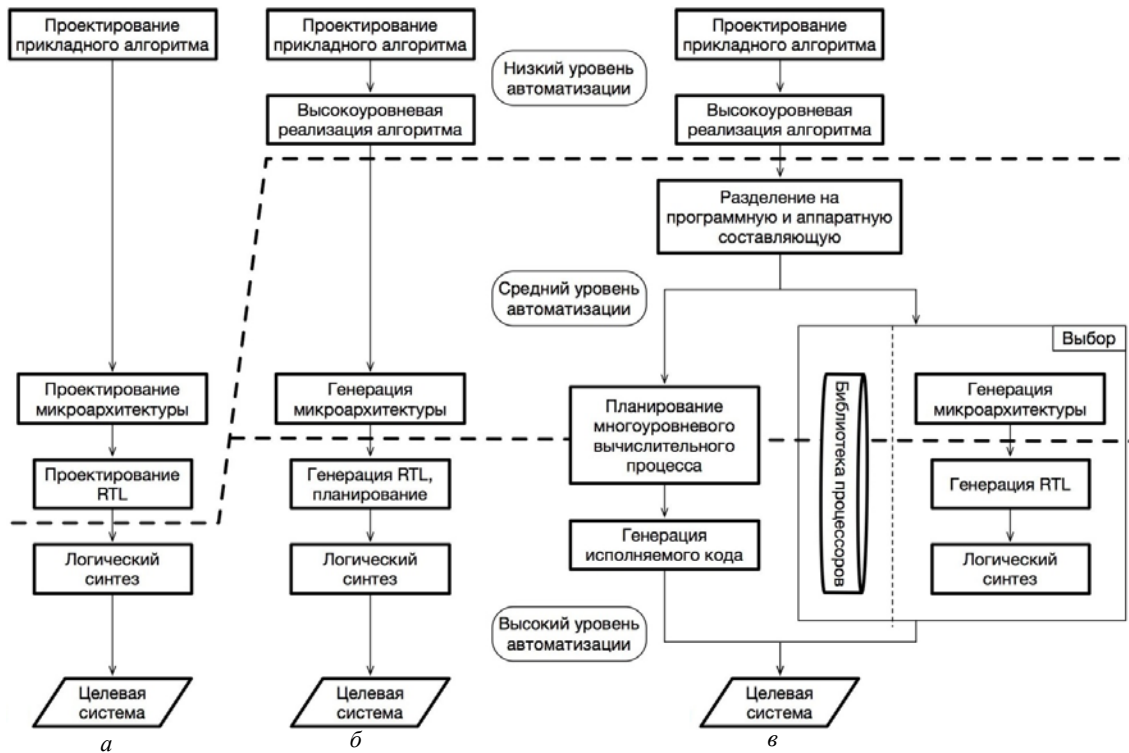 Проектирование
прикладного алгоритма
Проектирование
RTL
Проектирование
микроархитектуры
Логический
синтез
Целевая
система
а
Проектирование
прикладного алгоритма
Высокоуровневая
реализация алгоритма
Генерация
микроархитектуры
Генерация RTL,
планирование
Логический
синтез
Целевая
система
б
Низкий уровень
автоматизации
Средний уровень
автоматизации
Высокий уровень
автоматизации
Проектирование
прикладного алгоритма
Высокоуровневая
реализация алгоритма
Разделение на
программную и аппаратную
составляющую
Планирование
многоуровневого
вычислительного
процесса
Генерация
исполняемого кода
Выбор
Библиотека процессоров
Генерация
микроархитектуры
Генерация RTL
Логический
синтез
Целевая
система
в